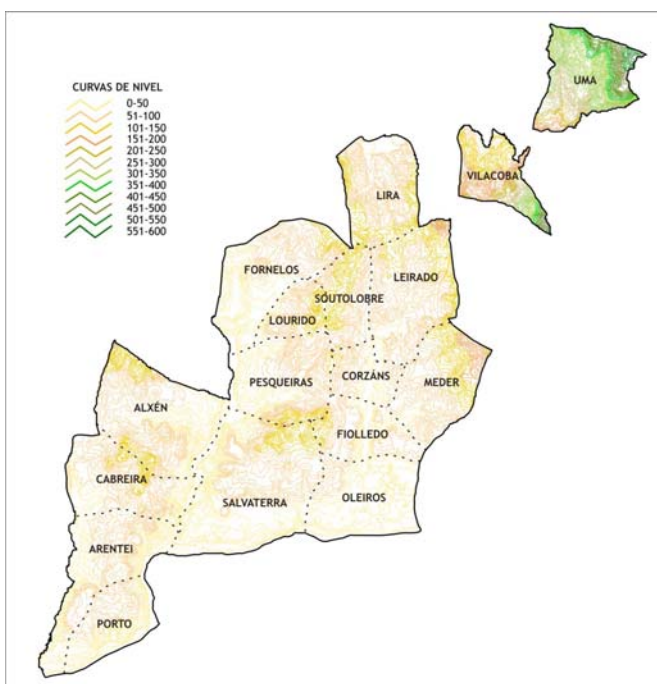 CURVAS DE NIVEL
0-50
51-100
101-150
151-200
201-250
251-300
301-350
351-400
401-450
451-500
501-550
551-600
UMA
VILACOBA
LIRA
FORNELOS
LEIRADO
SOUTOLOBRE
LOURIDO
PESQUEIRAS
CORZÁNS
MEDER
ALXÉN
FIOLLEDO
CABREIRA
SALVATERRA
OLEIROS
ARENTEI
PORTO